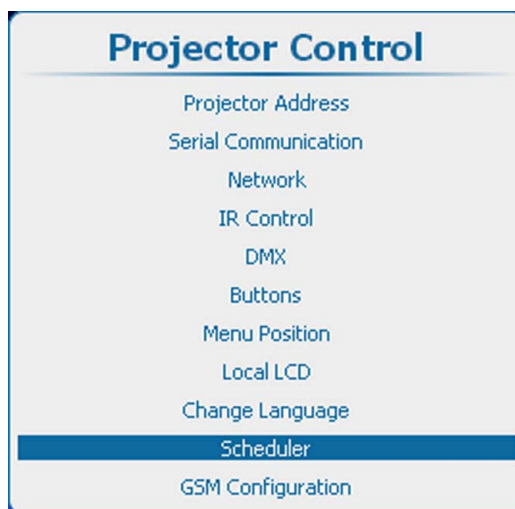 Projector Control
Projector Address
Serial Communication
Network
IR Control
DMX
Buttons
Menu Position
Local LCD
Change Language
Scheduler
GSM Configuration